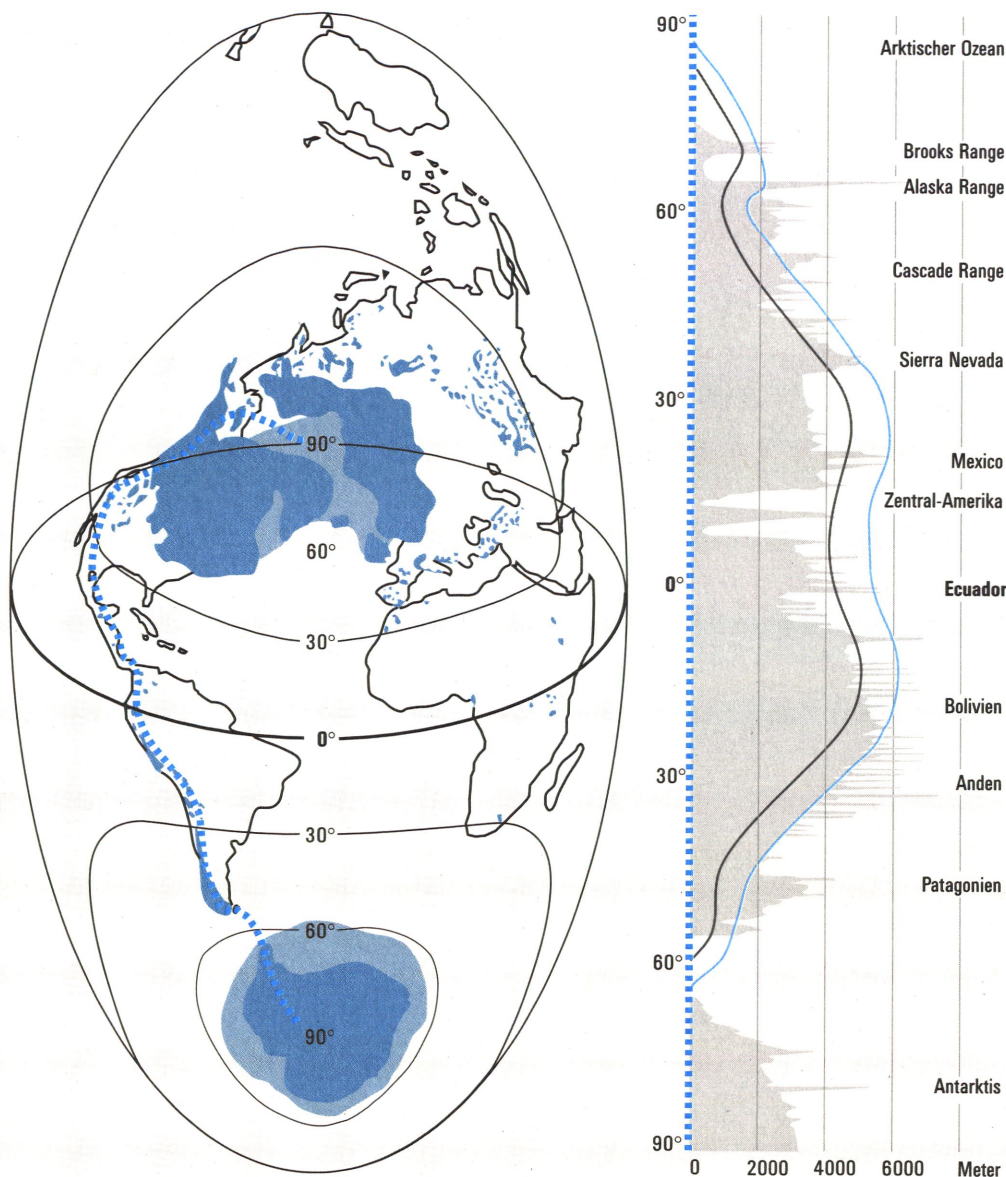 90°
60°
30°
0°
30°
60°
90°
90°
Arktischer Ozean
Brooks Range
Alaska Range
60°
Cascade Range
Sierra Nevada
30°
Mexico
Zentral-Amerika
0°
Ecuador
Bolivien
30°
Anden
Patagonien
60°
Antarktis
90°
0 2000 4000 6000 Meter